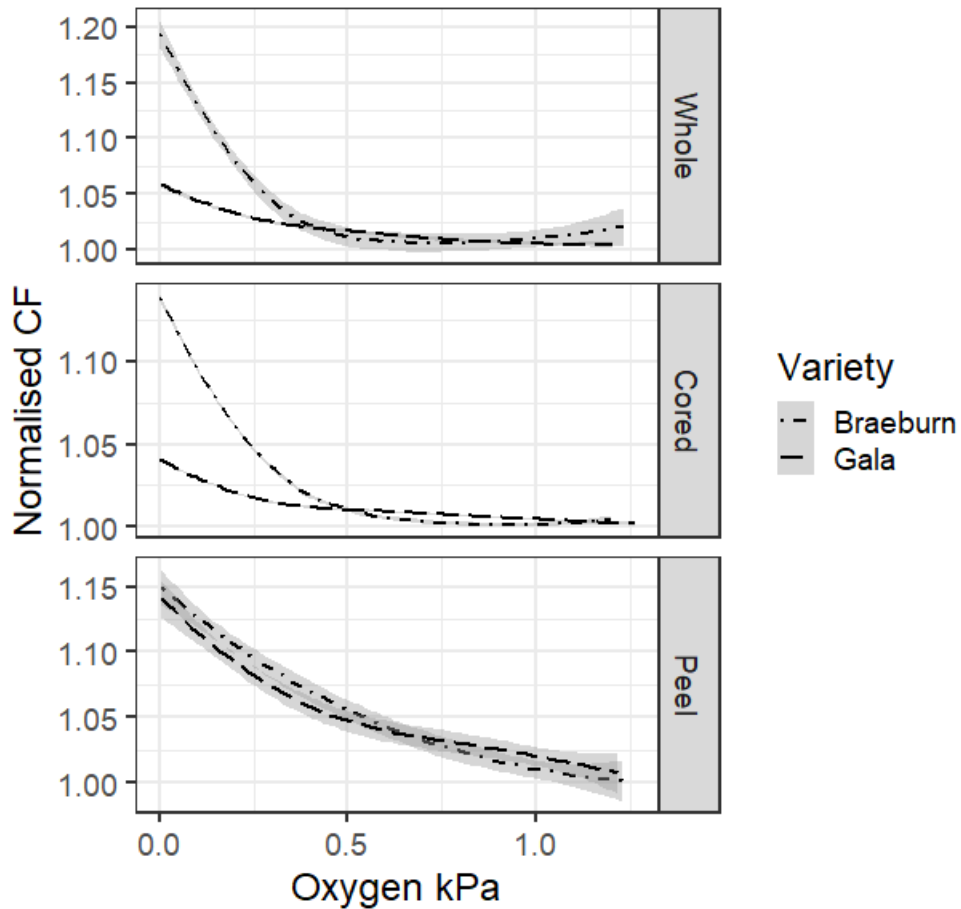 1.20
1.15
1.10
1.05
1.00
Whole
1.10
1.05
1.00
Cored
1.15
1.10
1.05
1.00
Peel
0.0 0.5 1.0
Oxygen kPa
Normalised CF
Variety
Braeburn
Gala